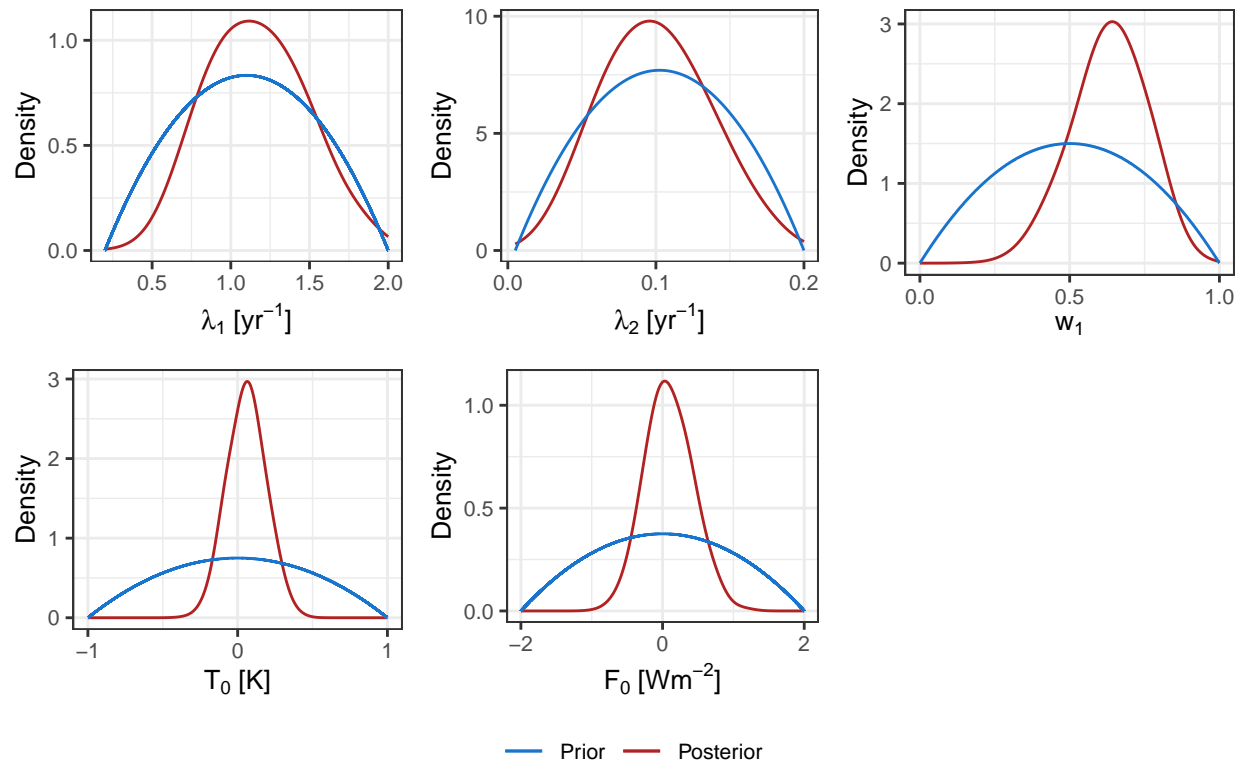 Density
1.0
0.5
0.0
0.5 1.0 1.5 2.0
λ₁ [yr⁻¹]
Density
10
5
0
0.0 0.1 0.2
λ₂ [yr⁻¹]
Density
3
2
1
0
0.0 0.5 1.0
w₁
Density
3
2
1
0
−1 0 1
T₀ [K]
Density
1.0
0.5
0.0
−2 0 2
F₀ [Wm⁻²]
Prior Posterior